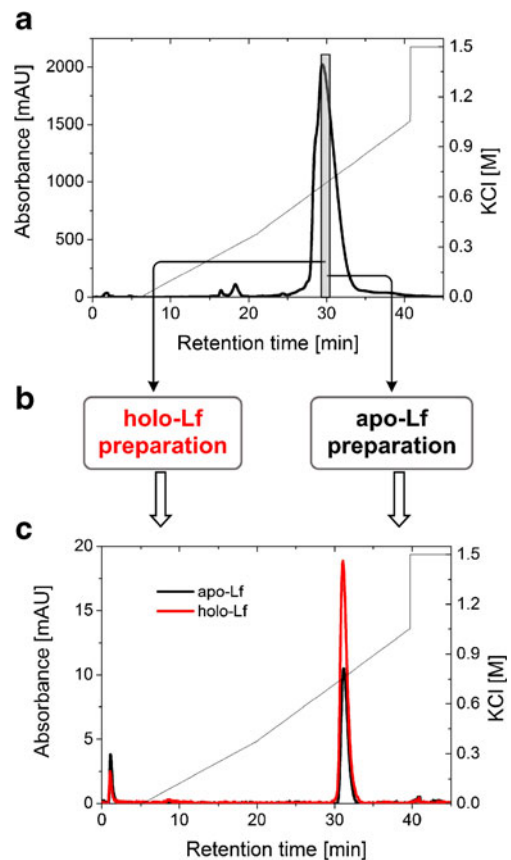 a
2000
1500
1000
500
0
Absorbance [mAU]
1.5
1.2
0.9
0.6
0.3
0.0
KCl [M]
0 10 20 30 40
Retention time [min]
b
holo-Lf
preparation
apo-Lf
preparation
c
20
15
10
5
0
Absorbance [mAU]
apo-Lf
holo-Lf
1.5
1.2
0.9
0.6
0.3
0.0
KCl [M]
0 10 20 30 40
Retention time [min]